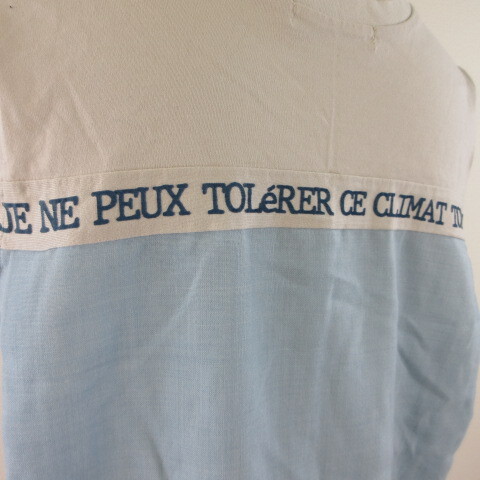 JE NE PEUX TOLéRER CE CLIMAT